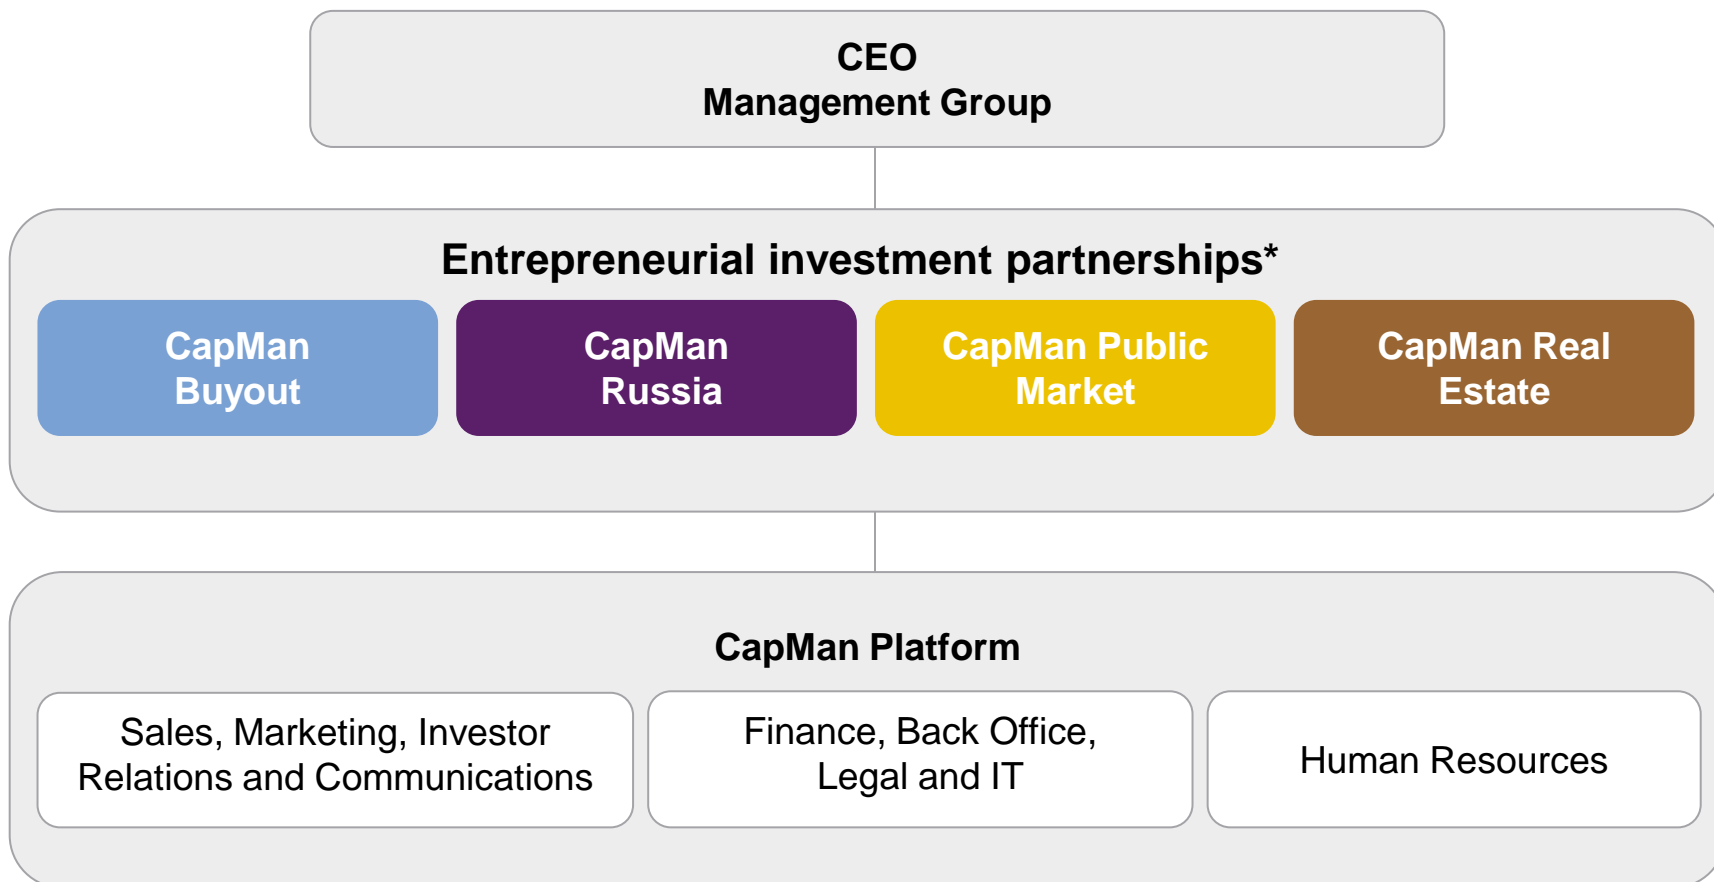 CEO
Management Group
Entrepreneurial investment partnerships*
CapMan
Buyout
CapMan
Russia
CapMan Public
Market
CapMan Real
Estate
CapMan Platform
Sales, Marketing, Investor
Relations and Communications
Finance, Back Office,
Legal and IT
Human Resources